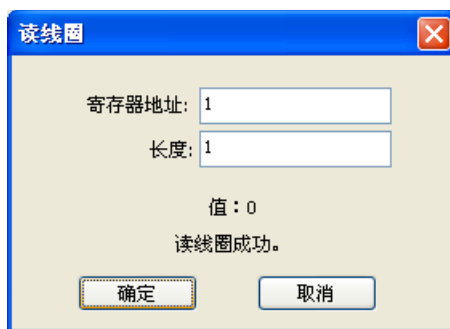 读线圈
寄存器地址: 1
长度: 1
值：0
读线圈成功。
确定 取消